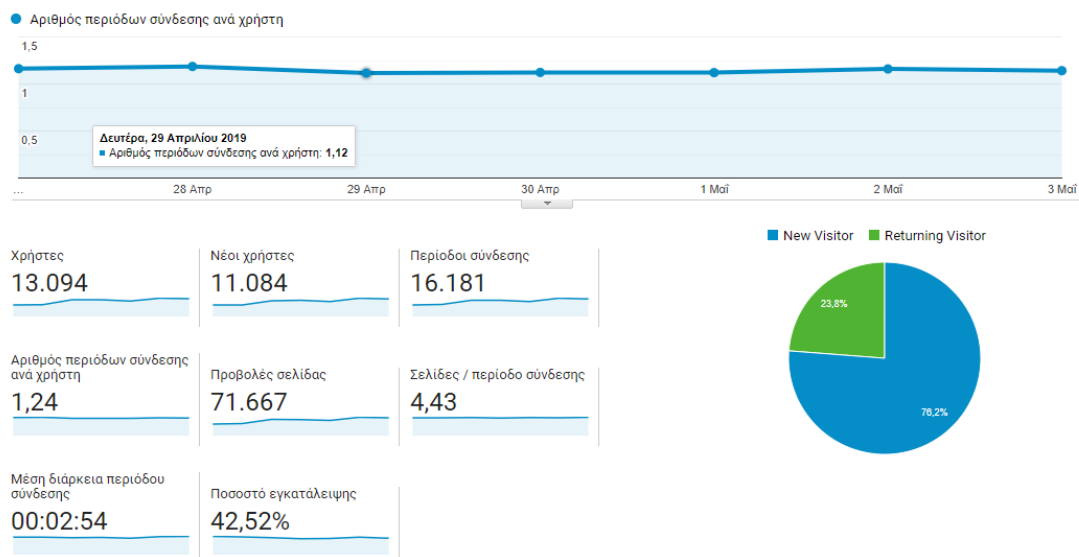 Αριθμός περιόδων σύνδεσης ανά χρήστη
1,5
1
0,5
Δευτέρα, 29 Απριλίου 2019
Αριθμός περιόδων σύνδεσης ανά χρήστη: 1,12
...
28 Απρ
29 Απρ
30 Απρ
1 Μαΐ
2 Μαΐ
3 Μαΐ
New Visitor
Returning Visitor
Χρήστες
13.094
Νέοι χρήστες
11.084
Περίοδοι σύνδεσης
16.181
Αριθμός περιόδων σύνδεσης
ανά χρήστη
1,24
Προβολές σελίδας
71.667
Σελίδες / περίοδο σύνδεσης
4,43
Μέση διάρκεια περιόδου
σύνδεσης
00:02:54
Ποσοστό εγκατάλειψης
42,52%
23,8%
76,2%